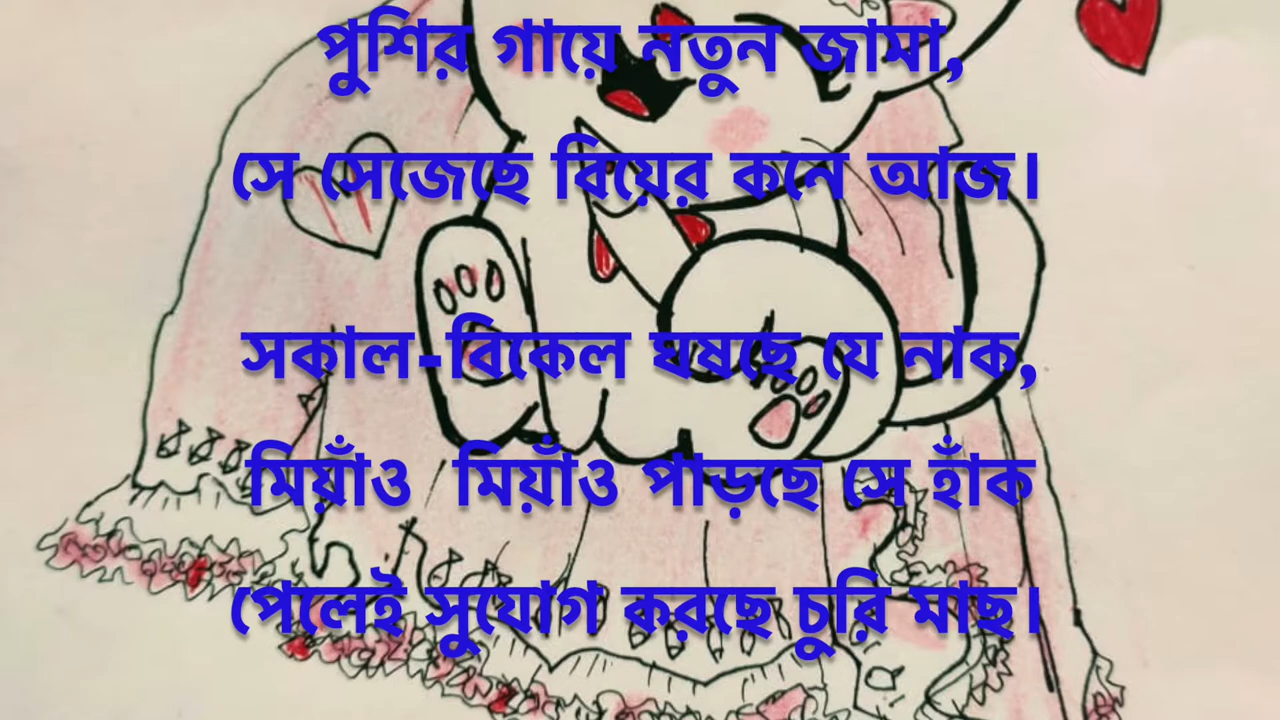 পুশির গায়ে নতুন জামা,
সে সেজেছে বিয়ের কনে আজ।
সকাল-বিকেল ঘষছে যে নাক,
মিয়াঁও মিয়াঁও পাড়ছে সে হাঁক
পেলেই সুযোগ করছে চুরি মাছ।